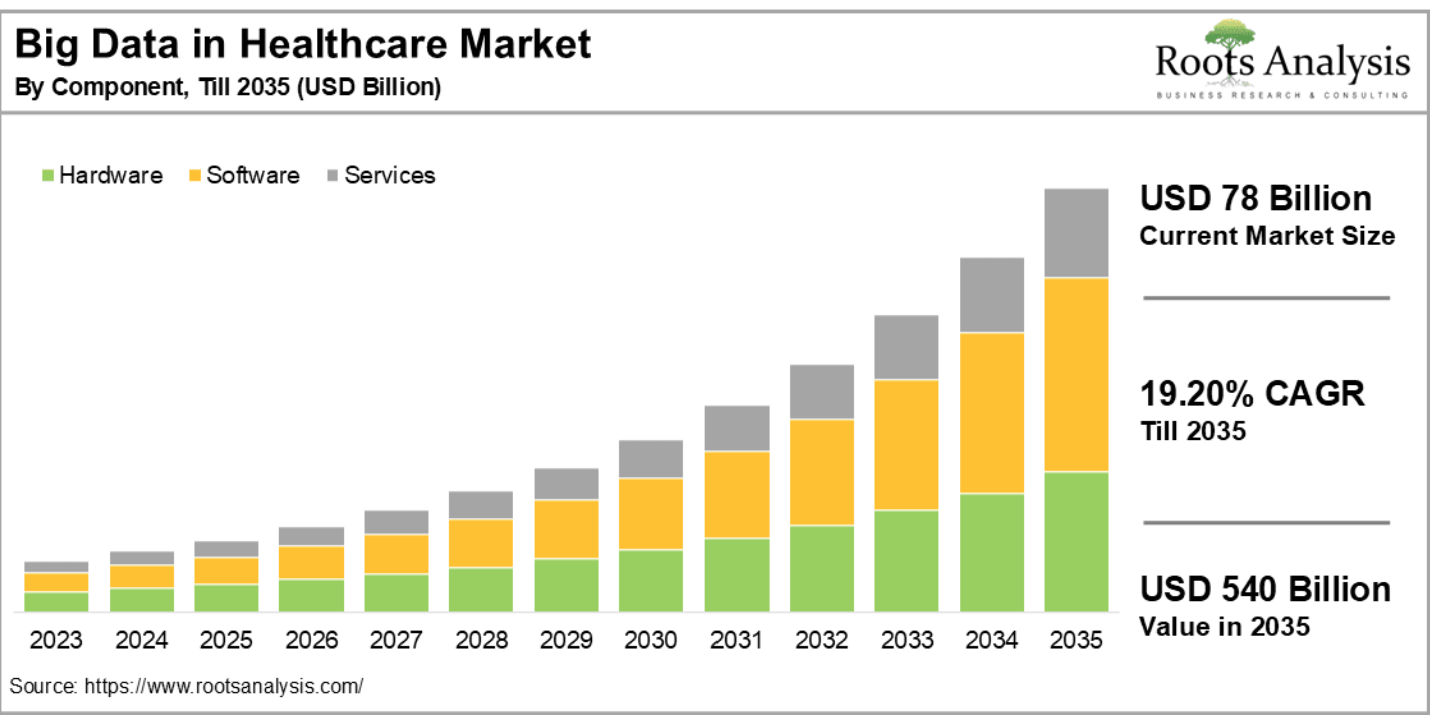 Big Data in Healthcare Market
By Component, Till 2035 (USD Billion)
Roots Analysis
BUSINESS RESEARCH & CONSULTING
Hardware Software Services
USD 78 Billion
Current Market Size
19.20% CAGR
Till 2035
USD 540 Billion
Value in 2035
2023 2024 2025 2026 2027 2028 2029 2030 2031 2032 2033 2034 2035
Source: https://www.rootsanalysis.com/